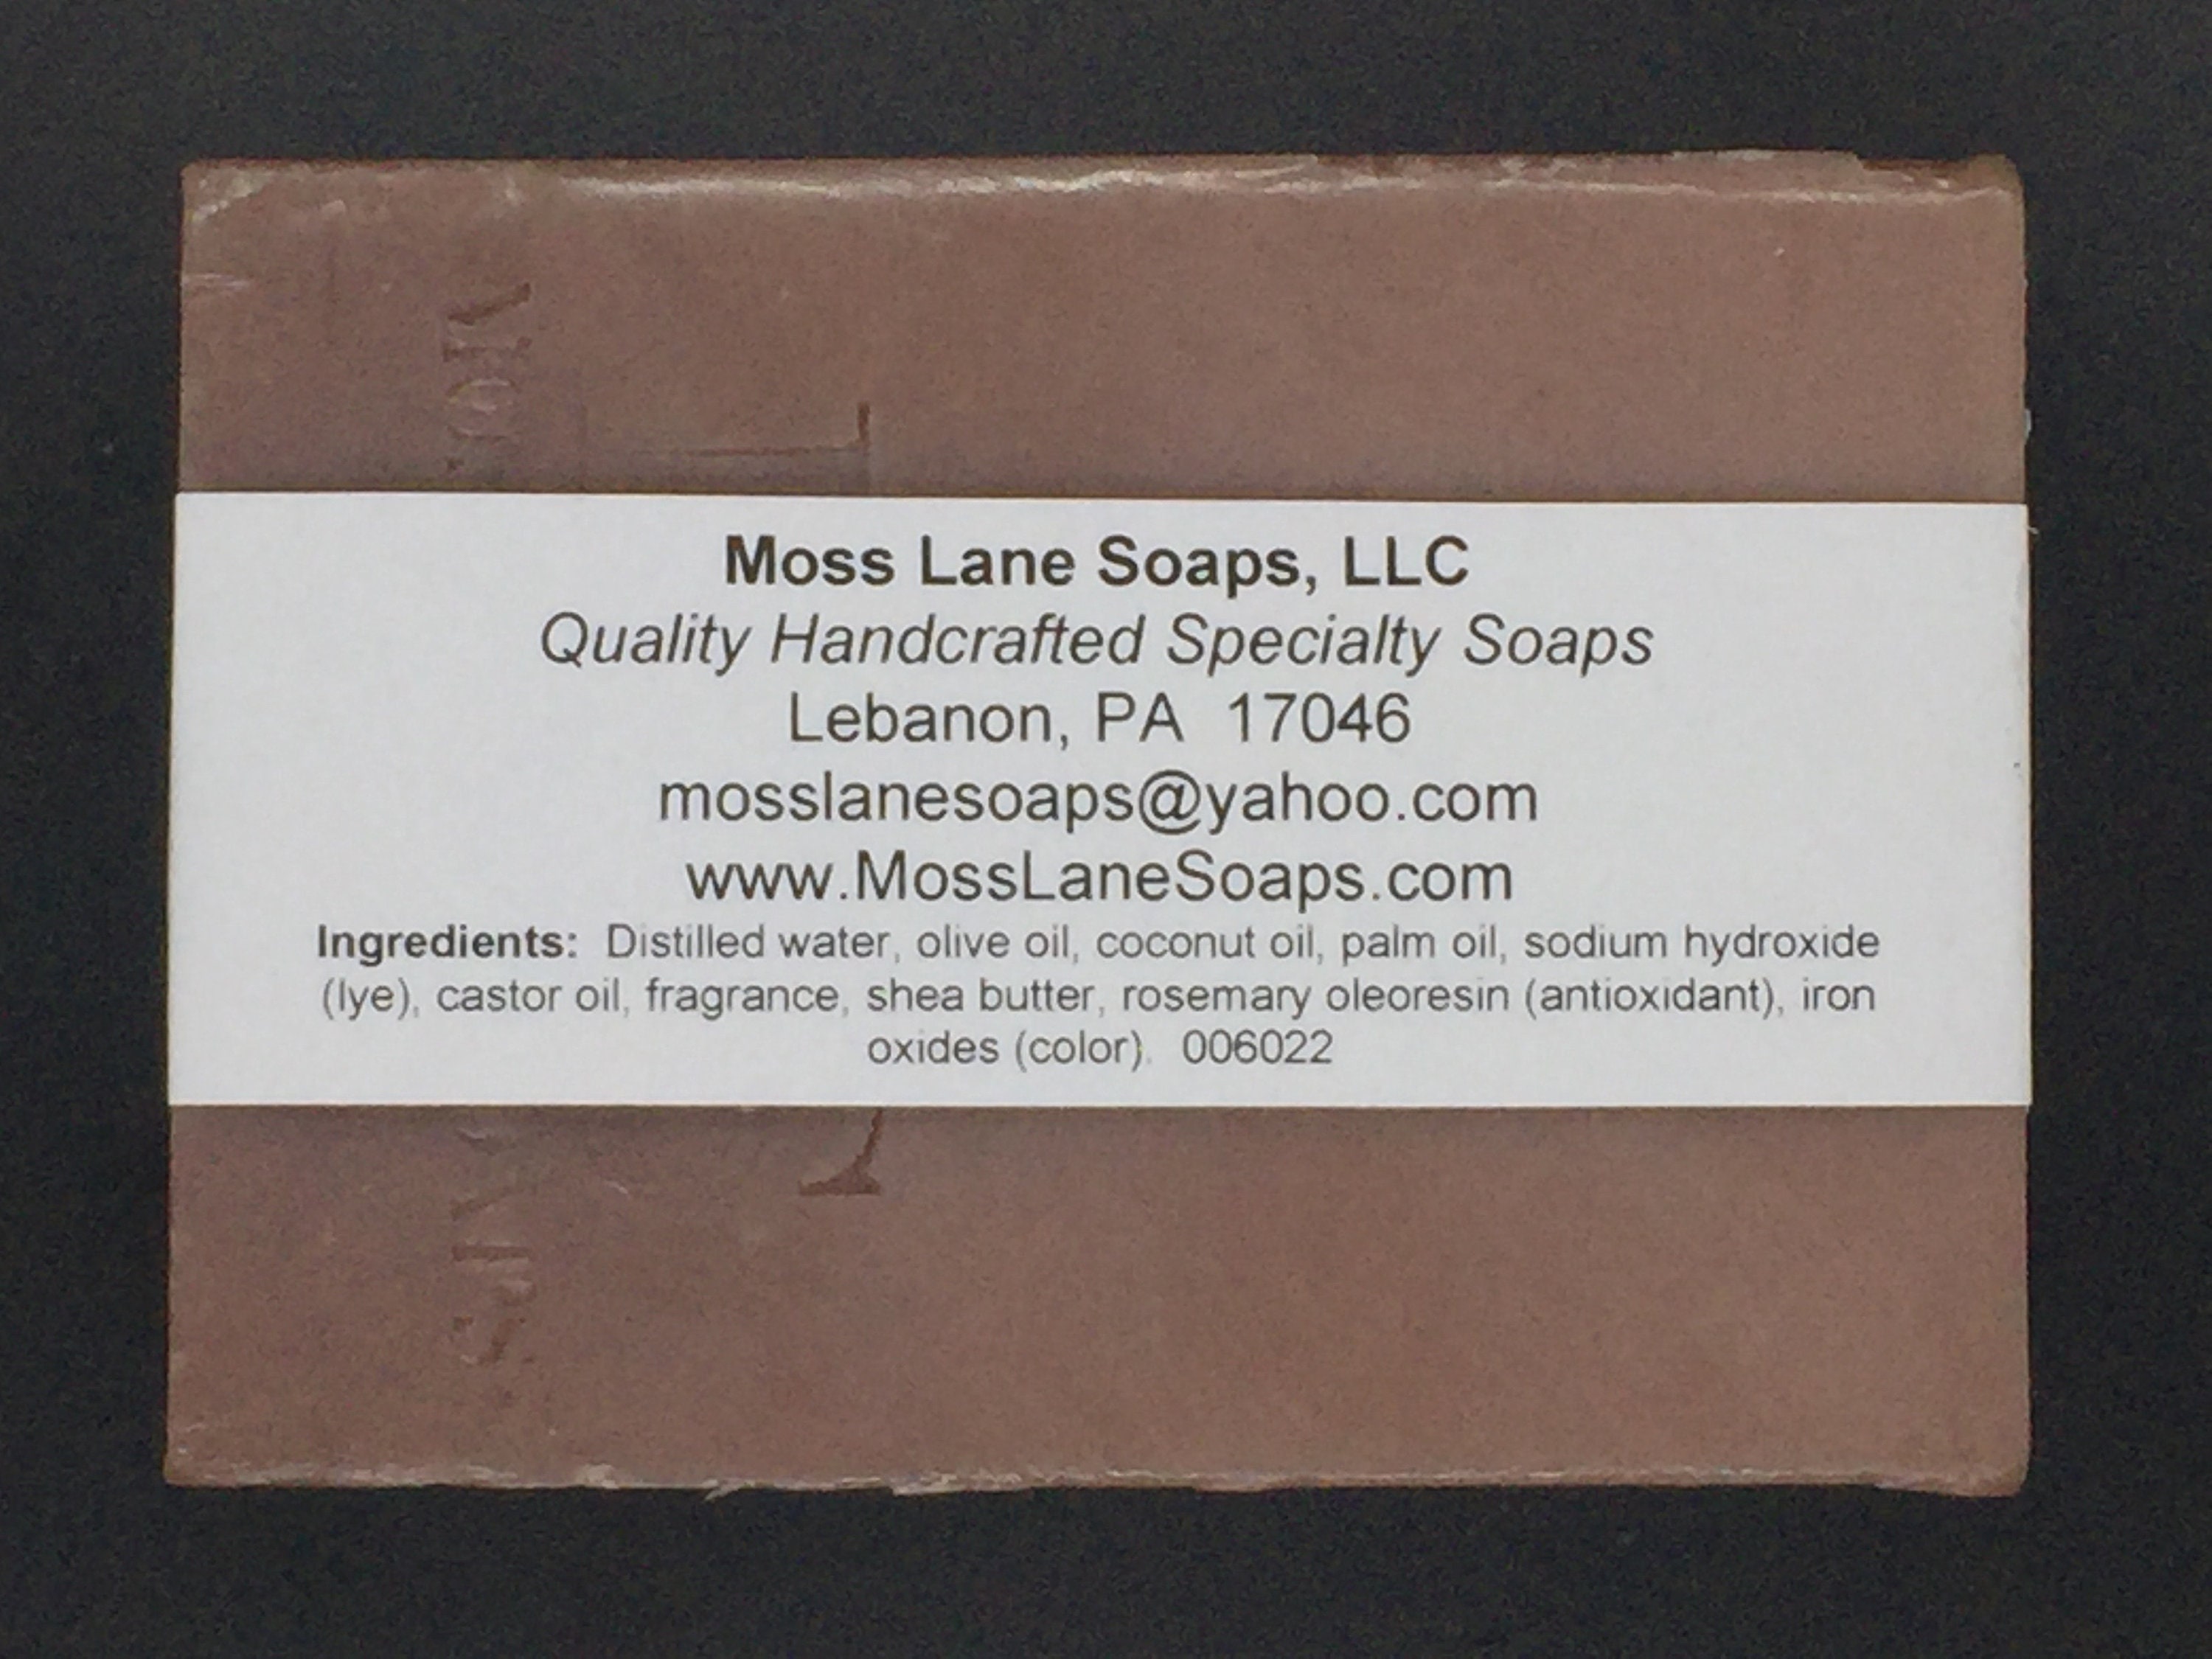 Moss Lane Soaps, LLC
Quality Handcrafted Specialty Soaps
Lebanon, PA  17046
mosslanesoaps@yahoo.com
www.MossLaneSoaps.com
Ingredients:  Distilled water, olive oil, coconut oil, palm oil, sodium hydroxide
(lye), castor oil, fragrance, shea butter, rosemary oleoresin (antioxidant), iron
oxides (color).  006022